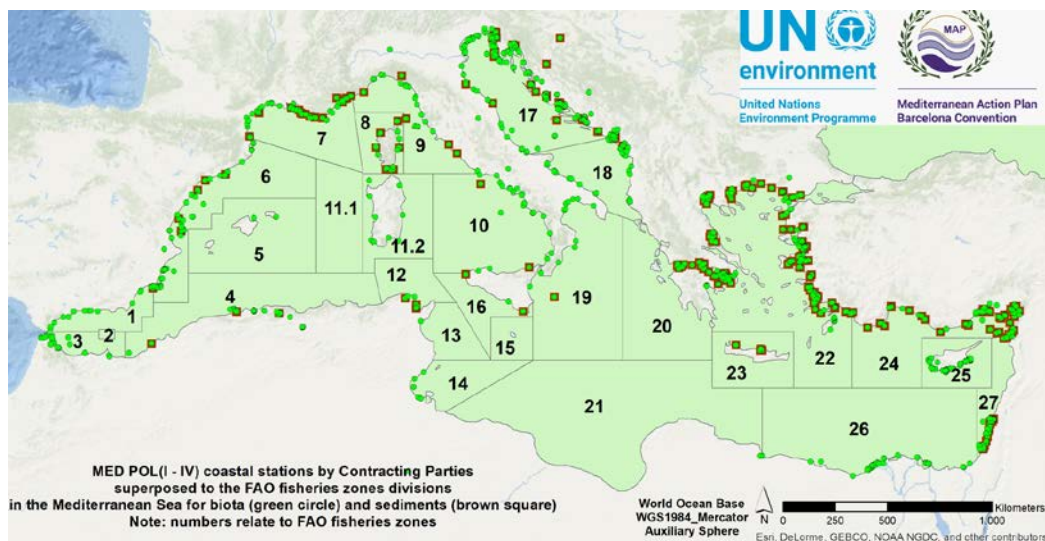 UN
environment
United Nations
Environment Programme
MAP
Mediterranean Action Plan
Barcelona Convention
17
8
7
9
18
6
11.1
10
5
11.2
12
4
16
19
1
3
2
13
15
20
14
23
22
24
25
21
26
27
MED POL(I - IV) coastal stations by Contracting Parties
superposed to the FAO fisheries zones divisions
in the Mediterranean Sea for biota (green circle) and sediments (brown square)
Note: numbers relate to FAO fisheries zones
World Ocean Base
WGS1984_Mercator
Auxiliary Sphere
N
Kilometers
0 250 500 1,000
Esri, DeLorme, GEBCO, NOAA NGDC, and other contributors